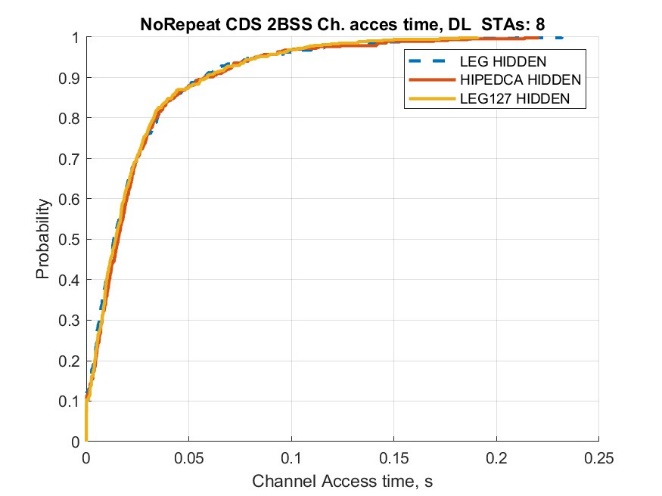 NoRepeat CDS 2BSS Ch. acces time, DL STAs: 8
1
0.9
0.8
0.7
0.6
0.5
0.4
0.3
0.2
0.1
0
Probability
LEG HIDDEN
HIPEDCA HIDDEN
LEG127 HIDDEN
0 0.05 0.1 0.15 0.2 0.25
Channel Access time, s